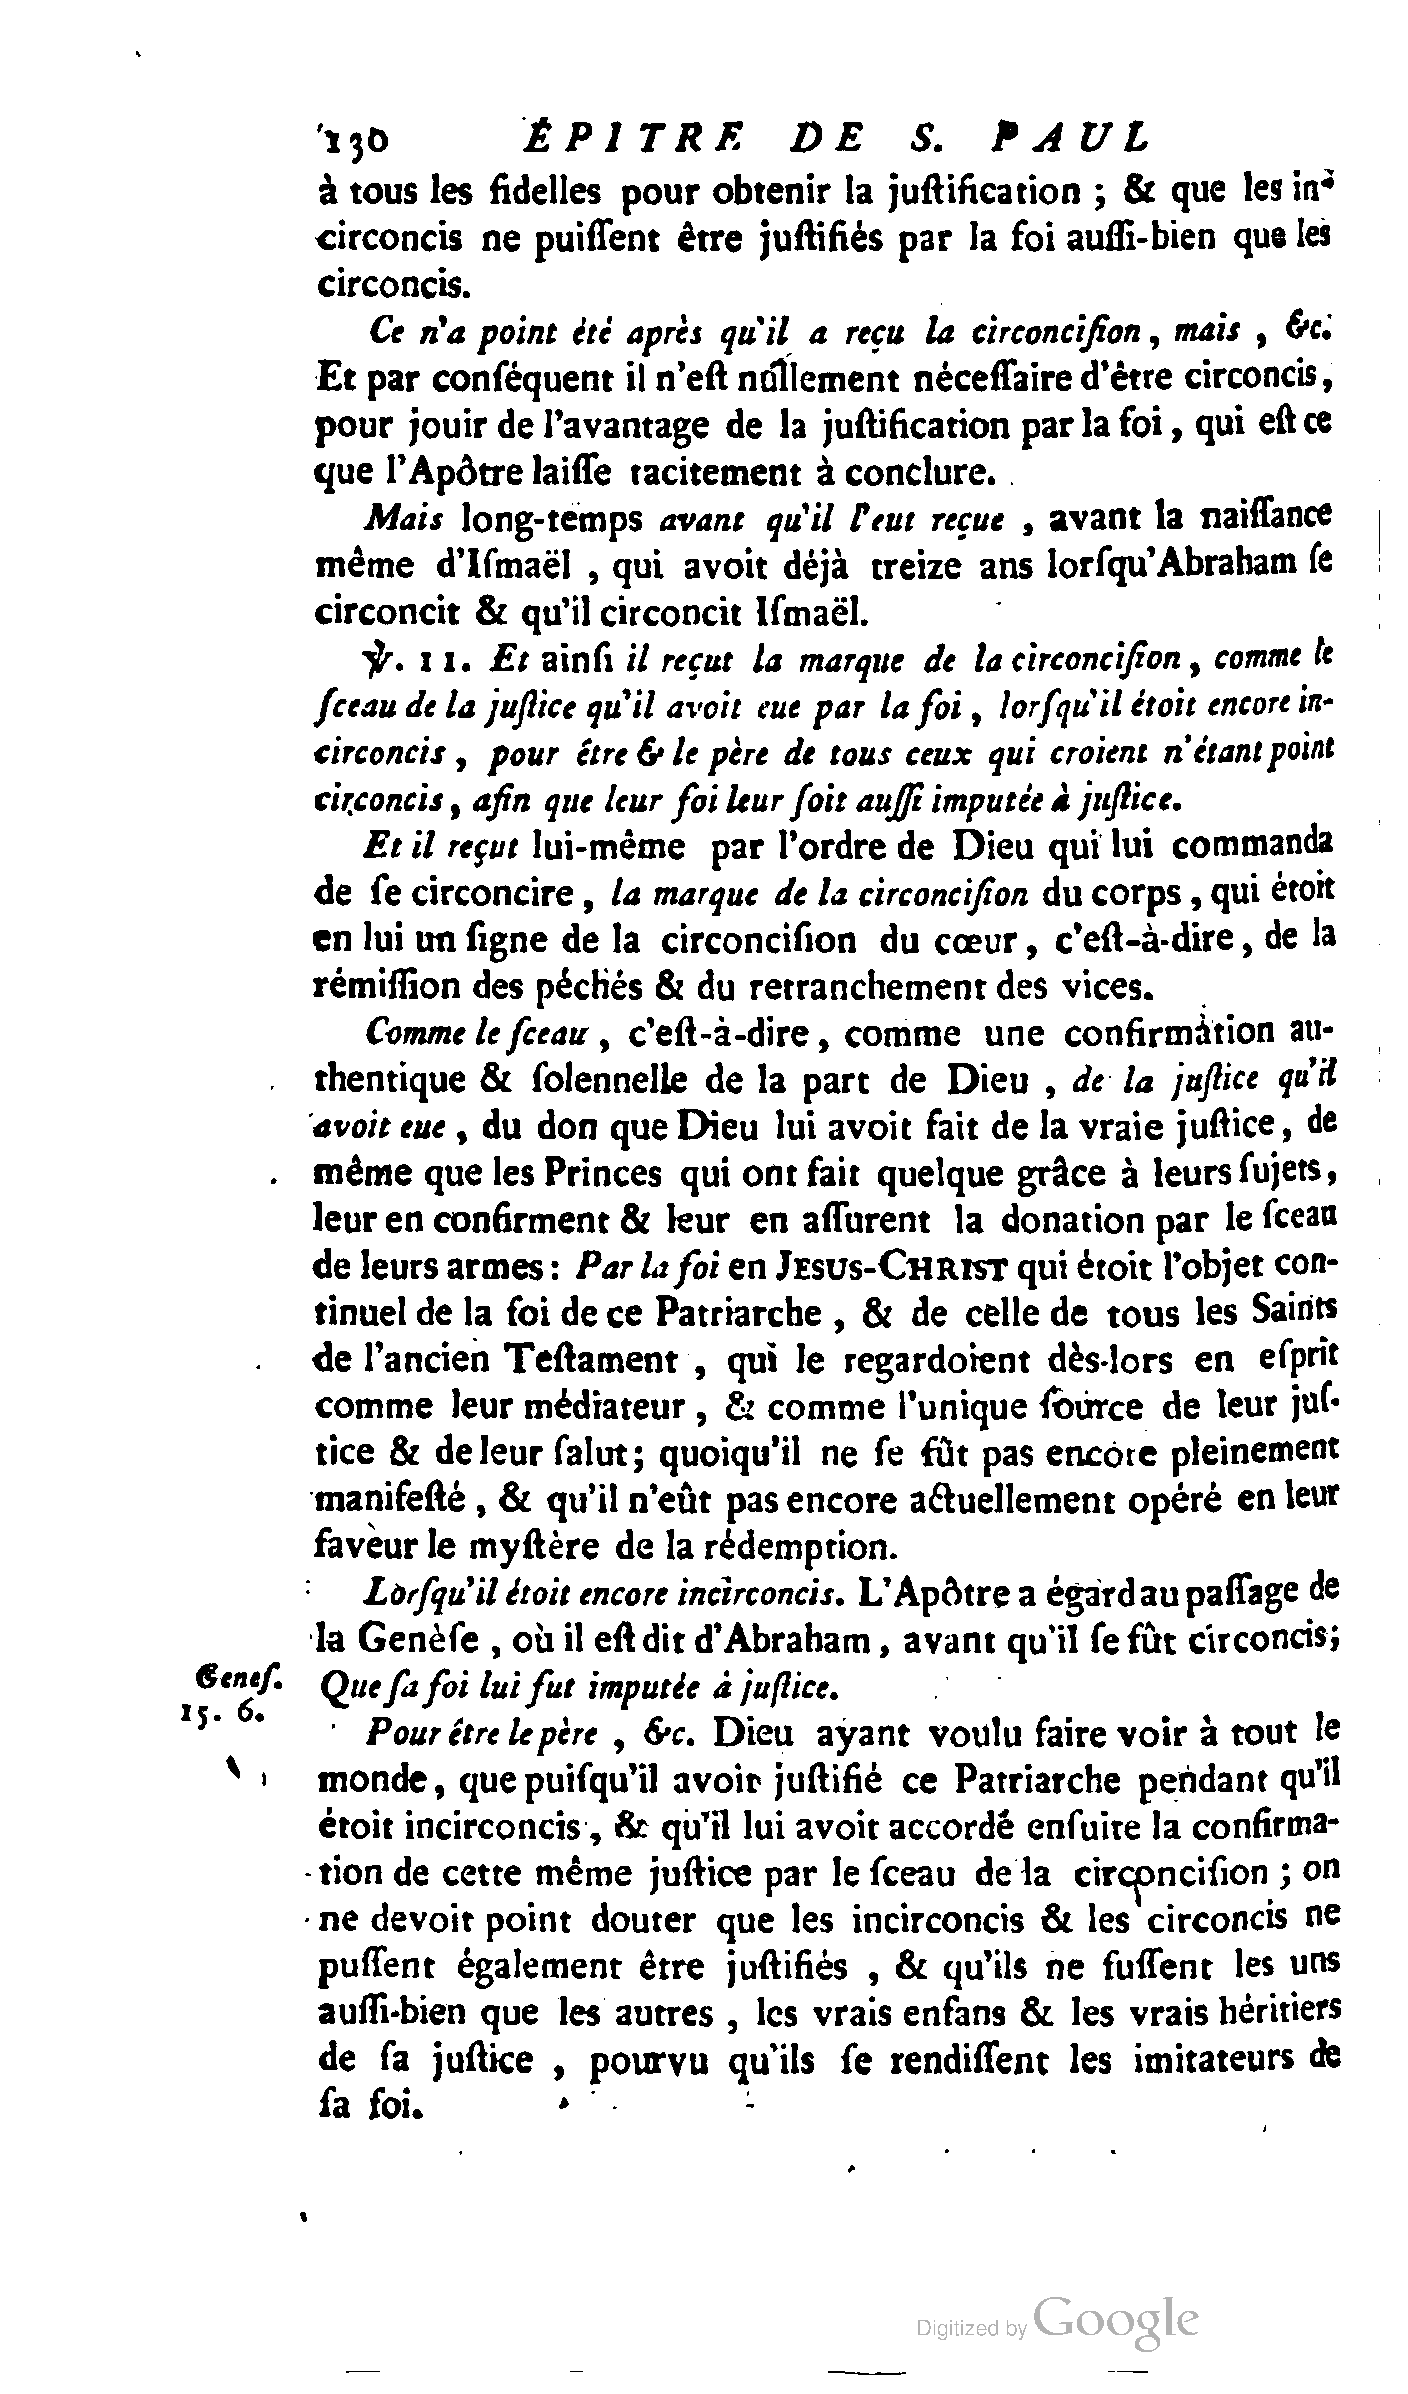 130 ÉPITRE DE S. PAUL
à tous les fidelles pour obtenir la juſtification ; & que les in-
circoncis ne puiſſent être juſtifiés par la foi auſſi-bien que les
circoncis.
Ce n'a point été après qu'il a reçu la circonciſion, mais, &c.
Et par conſéquent il n'eſt nullement néceſſaire d'être circoncis,
pour jouir de l'avantage de la juſtification par la foi, qui eſt ce
que l'Apôtre laiſſe tacitement à conclure.
Mais long-temps avant qu'il l'eut reçue, avant la naiſſance
même d'Iſmaël, qui avoit déjà treize ans lorſqu'Abraham ſe
circoncit & qu'il circoncit Iſmaël.
℣. 11. Et ainſi il reçut la marque de la circonciſion, comme le
ſceau de la juſtice qu'il avoit eue par la foi, lorſqu'il étoit encore in-
circoncis, pour être & le père de tous ceux qui croient n'étant point
circoncis, afin que leur foi leur ſoit auſſi imputée à juſtice.
Et il reçut lui-même par l'ordre de Dieu qui lui commanda
de ſe circoncire, la marque de la circonciſion du corps, qui étoit
en lui un ſigne de la circonciſion du cœur, c'eſt-à-dire, de la
rémiſſion des péchés & du retranchement des vices.
Comme le ſceau, c'eſt-à-dire, comme une confirmation au-
thentique & ſolennelle de la part de Dieu, de la juſtice qu'il
avoit eue, du don que Dieu lui avoit fait de la vraie juſtice, de
même que les Princes qui ont fait quelque grâce à leurs ſujets,
leur en confirment & leur en aſſurent la donation par le ſceau
de leurs armes : Par la foi en JESUS-CHRIST qui étoit l'objet con-
tinuel de la foi de ce Patriarche, & de celle de tous les Saints
de l'ancien Teſtament, qui le regardoient dès-lors en eſprit
comme leur médiateur, & comme l'unique ſource de leur juſ-
tice & de leur ſalut ; quoiqu'il ne ſe fût pas encore pleinement
manifeſté, & qu'il n'eût pas encore actuellement opéré en leur
faveur le myſtère de la rédemption.
Lorſqu'il étoit encore incirconcis. L'Apôtre a égard au paſſage de
la Genèſe, où il eſt dit d'Abraham, avant qu'il ſe fût circoncis ;
Geneſ. Que ſa foi lui fut imputée à juſtice.
15. 6.
Pour être le père, &c. Dieu ayant voulu faire voir à tout le
monde, que puiſqu'il avoit juſtifié ce Patriarche pendant qu'il
étoit incirconcis, & qu'il lui avoit accordé enſuite la confirma-
tion de cette même juſtice par le ſceau de la circonciſion ; on
ne devoit point douter que les incirconcis & les circoncis ne
puſſent également être juſtifiés, & qu'ils ne fuſſent les uns
auſſi-bien que les autres, les vrais enfans & les vrais héritiers
de ſa juſtice, pourvu qu'ils ſe rendiſſent les imitateurs de
ſa foi.
Digitized by Google